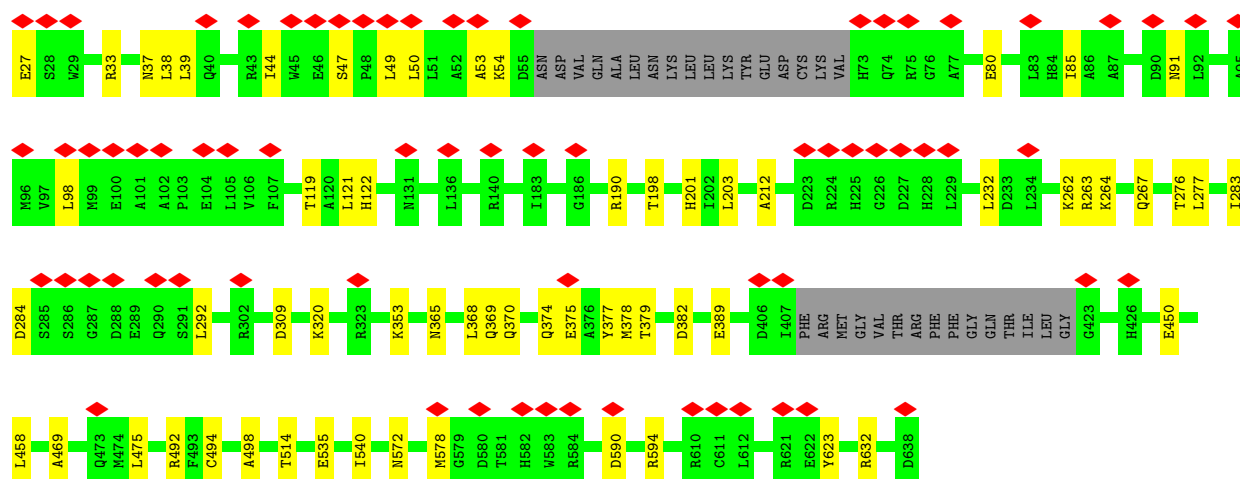 E27 S28 W29 R33 N37 L38 L39 Q40 R43 I44 W45 E46 S47 P48 L49 L50 L51 A52 A53 K54 D55 ASN ASP VAL GLN ALA LEU ASN LYS LEU LEU LYS TYR GLU ASP CYS LYS VAL H73 Q74 R75 G76 A77 E80 L83 H84 I85 A86 A87 D90 N91 L92 A95
M96 V97 L98 M99 E100 A101 A102 P103 E104 L105 V106 F107 T119 A120 L121 H122 N131 L136 R140 I183 G186 R190 T198 H201 I202 L203 A212 D223 R224 H225 G226 D227 H228 L229 L232 D233 L234 K262 R263 K264 Q267 T276 L277 I283
D284 S285 S286 G287 D288 E289 Q290 S291 L292 R302 D309 K320 R323 K353 N365 L368 Q369 Q370 Q374 E375 A376 Y377 M378 T379 D382 E389 D406 I407 PHE ARG MET GLY VAL THR ARG PHE PHE GLY GLN THR ILE LEU GLY G423 H426 E450
L458 A469 Q473 M474 L475 R492 F493 C494 A498 T514 E535 I540 N572 M578 G579 D580 T581 H582 W583 R584 D590 R594 R610 C611 L612 R621 E622 Y623 R632 D638